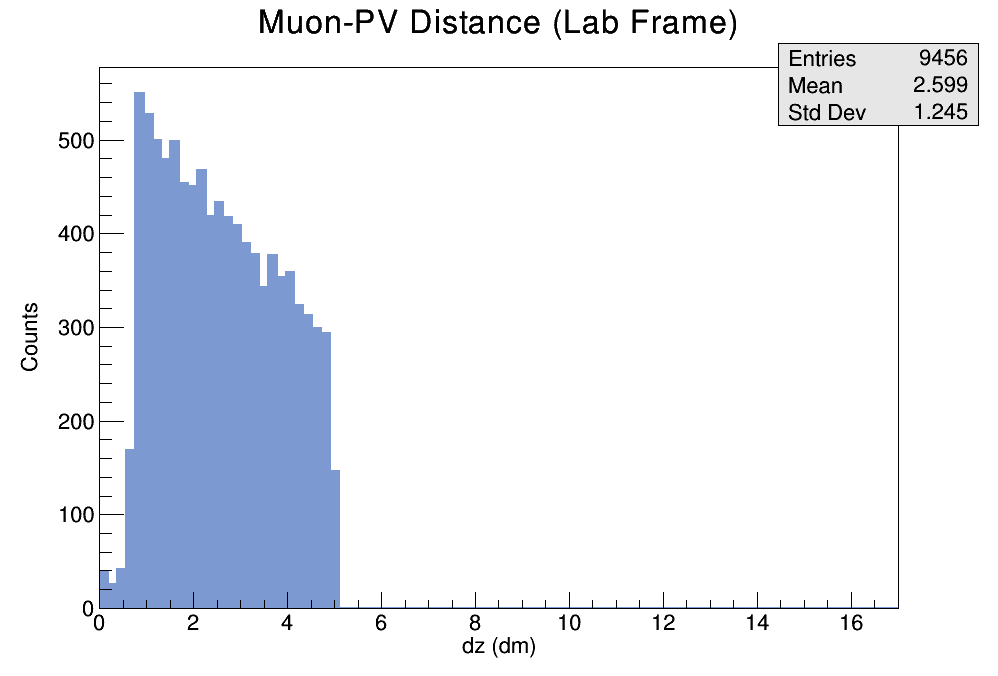 Muon-PV Distance (Lab Frame)
Entries 9456
Mean 2.599
Std Dev 1.245
500
400
300
200
100
0
Counts
0 2 4 6 8 10 12 14 16
dz (dm)